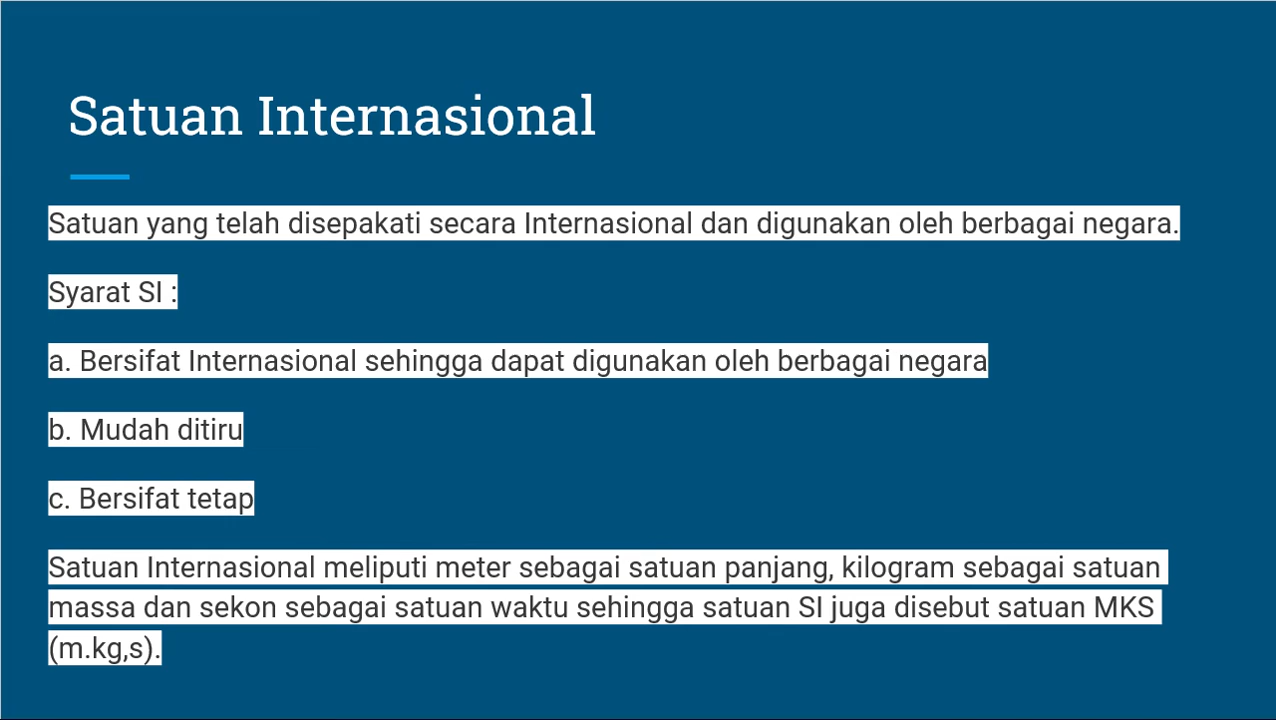 Satuan Internasional
Satuan yang telah disepakati secara Internasional dan digunakan oleh berbagai negara.
Syarat SI :
a. Bersifat Internasional sehingga dapat digunakan oleh berbagai negara
b. Mudah ditiru
c. Bersifat tetap
Satuan Internasional meliputi meter sebagai satuan panjang, kilogram sebagai satuan
massa dan sekon sebagai satuan waktu sehingga satuan SI juga disebut satuan MKS
(m.kg,s).